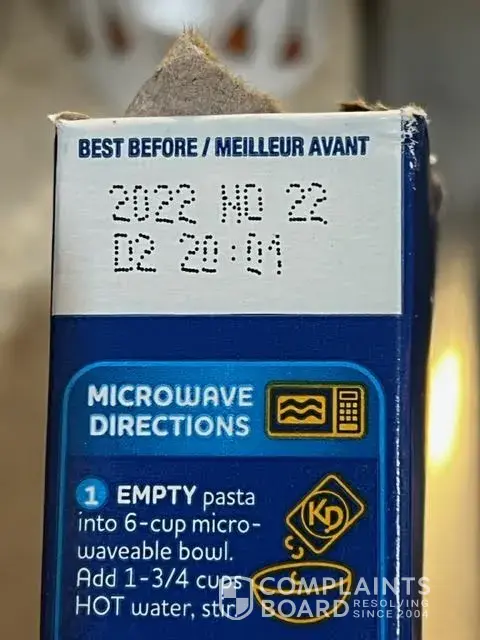 BEST BEFORE / MEILLEUR AVANT
2022 NO 22
D2 20:01
MICROWAVE
DIRECTIONS
1 EMPTY pasta
into 6-cup micro-
waveable bowl.
Add 1-3/4 cups
HOT water, stir.
KD
COMPLAINTS
BOARD RESOLVING
SINCE 2004